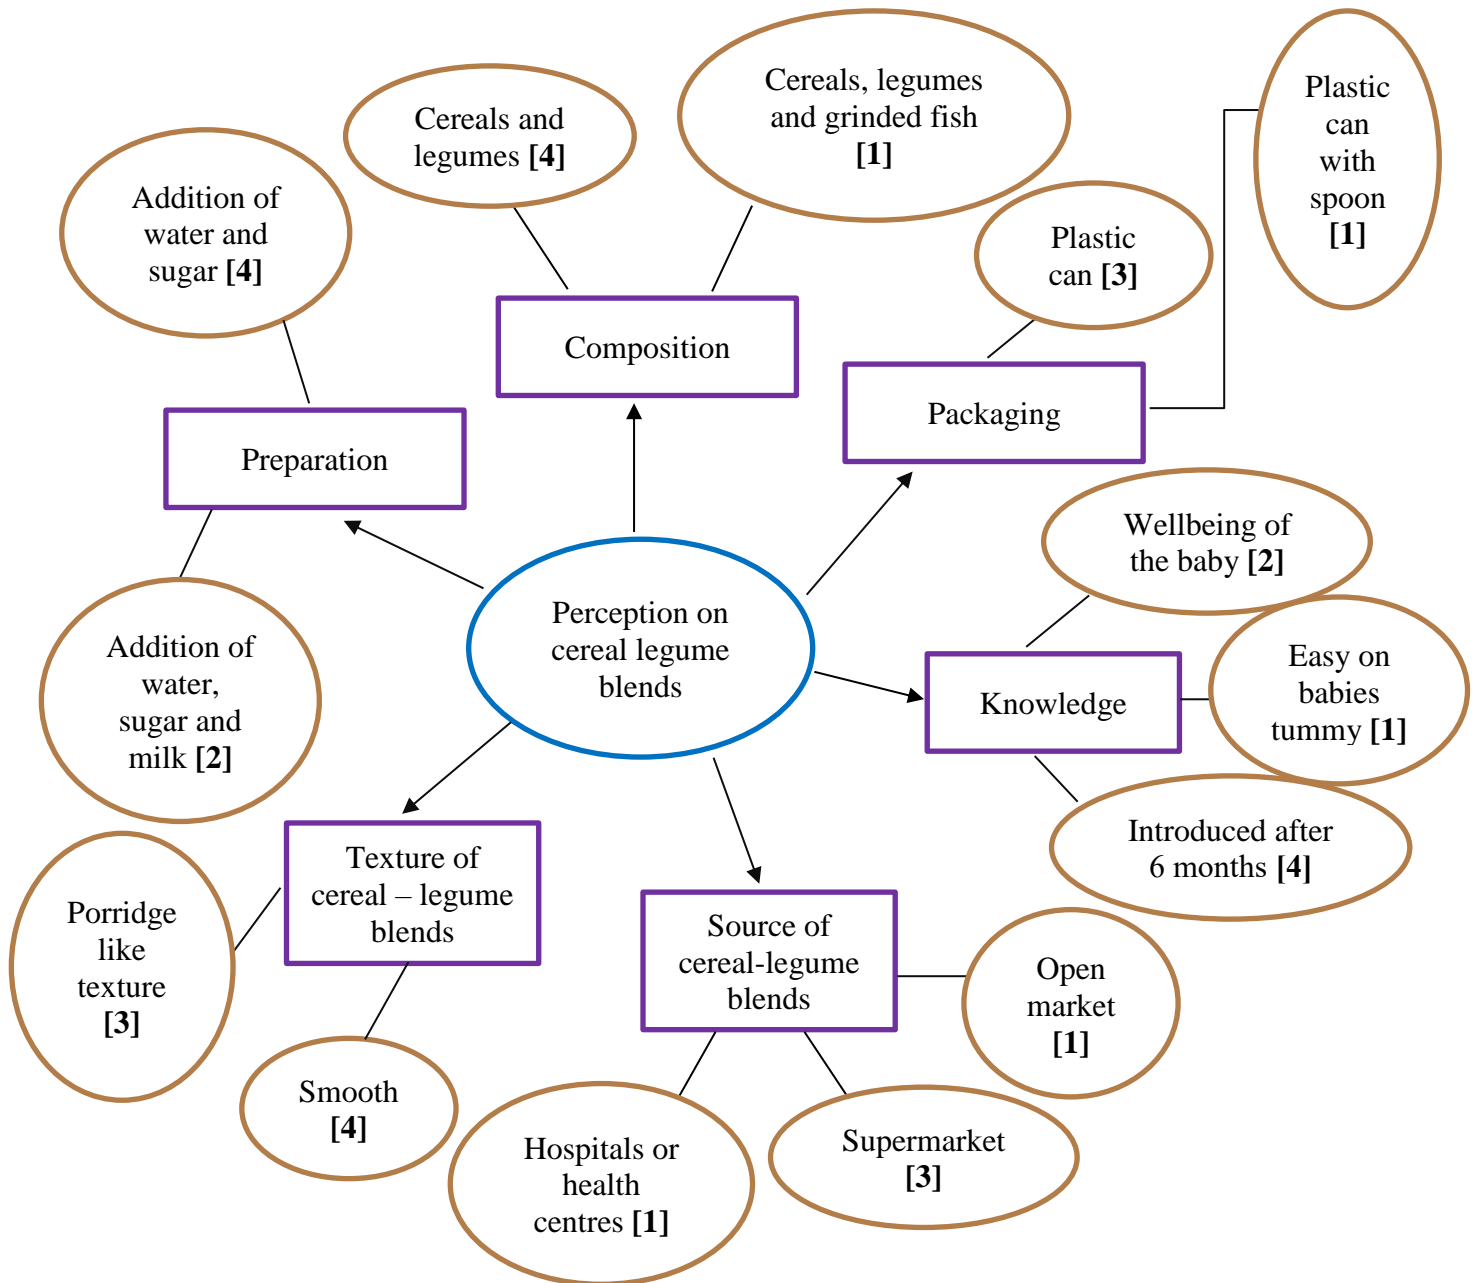 Cereals and
legumes [4]
Cereals, legumes
and grinded fish
[1]
Plastic
can
with
spoon
[1]
Addition of
water and
sugar [4]
Plastic
can [3]
Composition
Packaging
Preparation
Wellbeing of
the baby [2]
Perception on
cereal legume
blends
Addition of
water,
sugar and
milk [2]
Easy on
babies
tummy [1]
Knowledge
Introduced after
6 months [4]
Texture of
cereal – legume
blends
Porridge
like
texture
[3]
Source of
cereal-legume
blends
Open
market
[1]
Smooth
[4]
Hospitals or
health
centres [1]
Supermarket
[3]